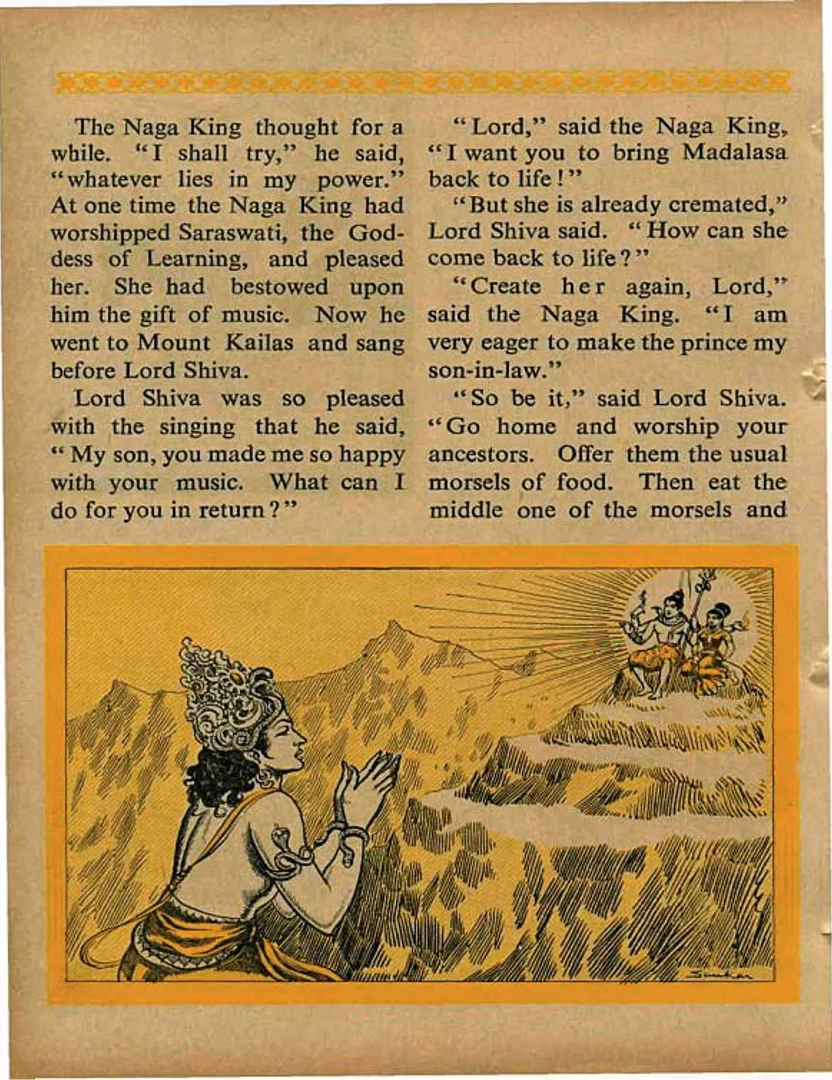 The Naga King thought for a
while. “I shall try,” he said,
“whatever lies in my power.”
At one time the Naga King had
worshipped Saraswati, the God-
dess of Learning, and pleased
her. She had bestowed upon
him the gift of music. Now he
went to Mount Kailas and sang
before Lord Shiva.
Lord Shiva was so pleased
with the singing that he said,
“My son, you made me so happy
with your music. What can I
do for you in return?”
“Lord,” said the Naga King,
“I want you to bring Madalasa
back to life!”
“But she is already cremated,”
Lord Shiva said. “How can she
come back to life?”
“Create her again, Lord,”
said the Naga King. “I am
very eager to make the prince my
son-in-law.”
“So be it,” said Lord Shiva.
“Go home and worship your
ancestors. Offer them the usual
morsels of food. Then eat the
middle one of the morsels and